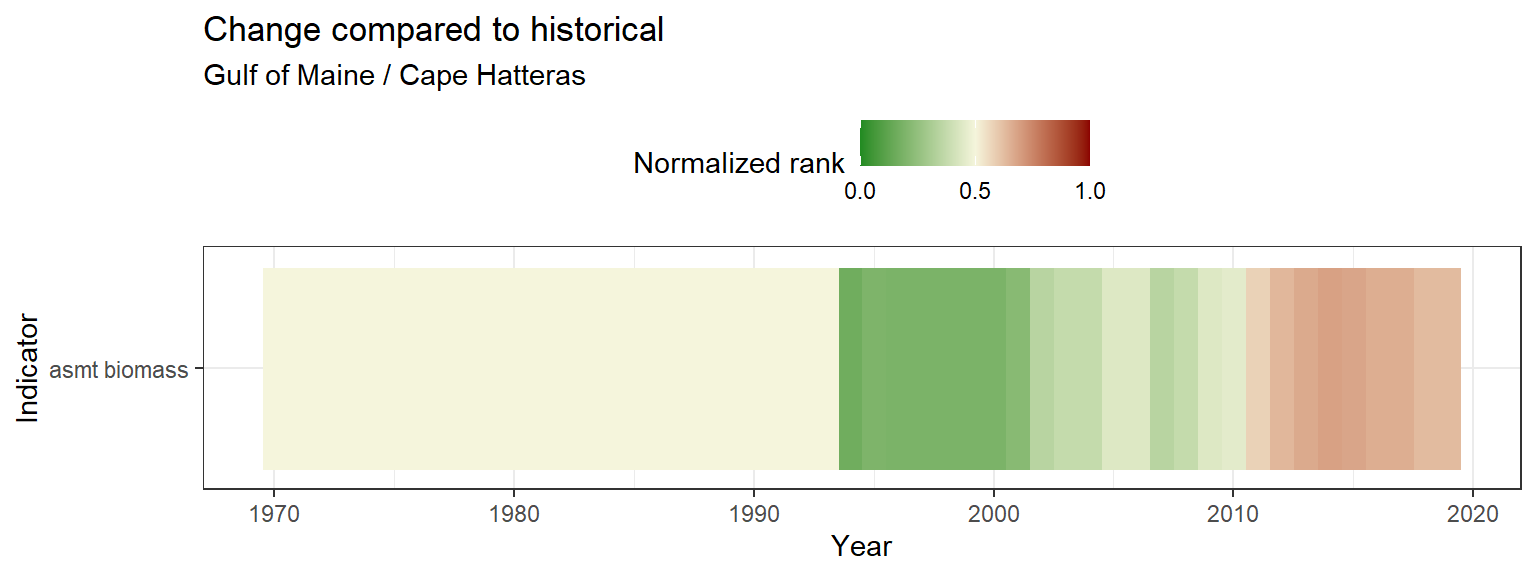 Change compared to historical
Gulf of Maine / Cape Hatteras
Normalized rank
0.0 0.5 1.0
Indicator
asmt biomass
1970 1980 1990 2000 2010 2020
Year